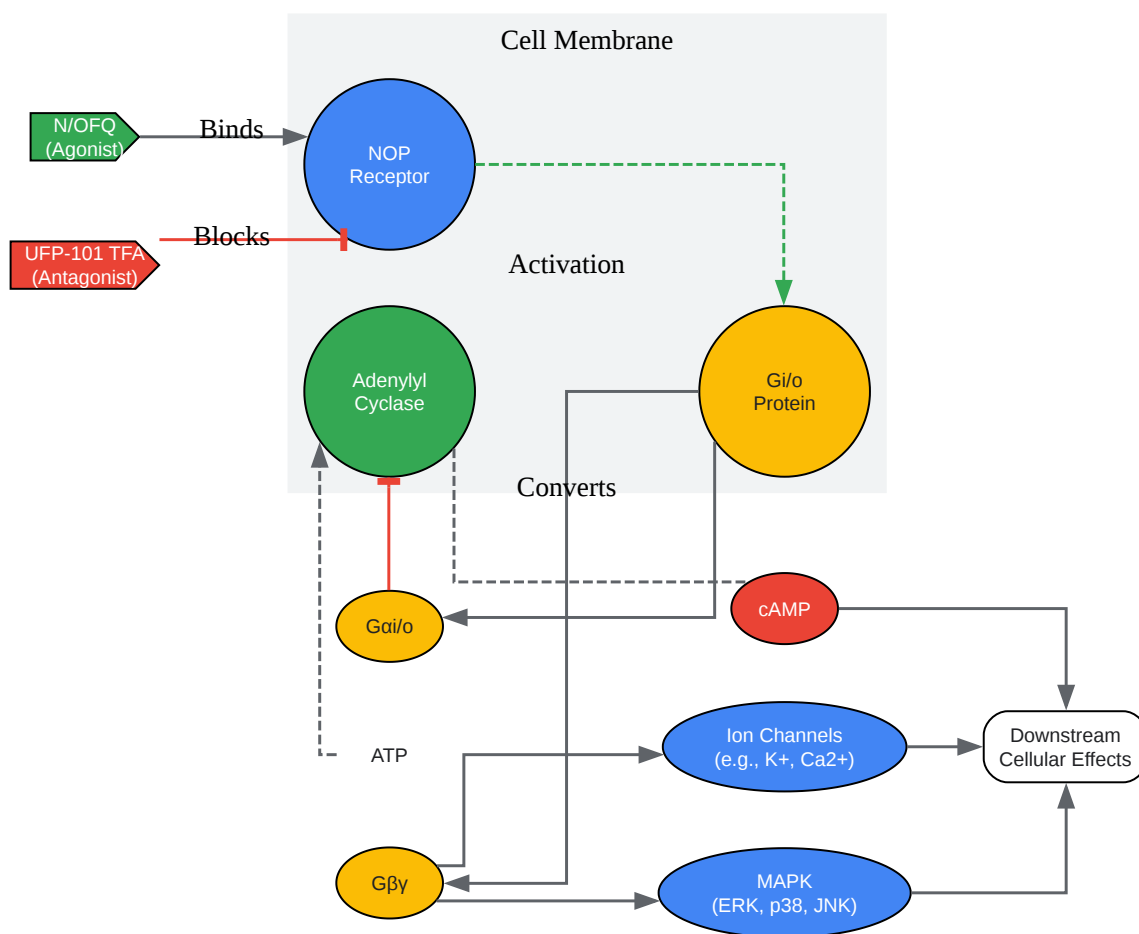 Cell Membrane
N/OFQ
(Agonist)
Binds
NOP
Receptor
UFP-101 TFA
(Antagonist)
Blocks
Activation
Adenylyl
Cyclase
Gi/o
Protein
Converts
Gαi/o
cAMP
ATP
Ion Channels
(e.g., K+, Ca2+)
Downstream
Cellular Effects
Gβγ
MAPK
(ERK, p38, JNK)